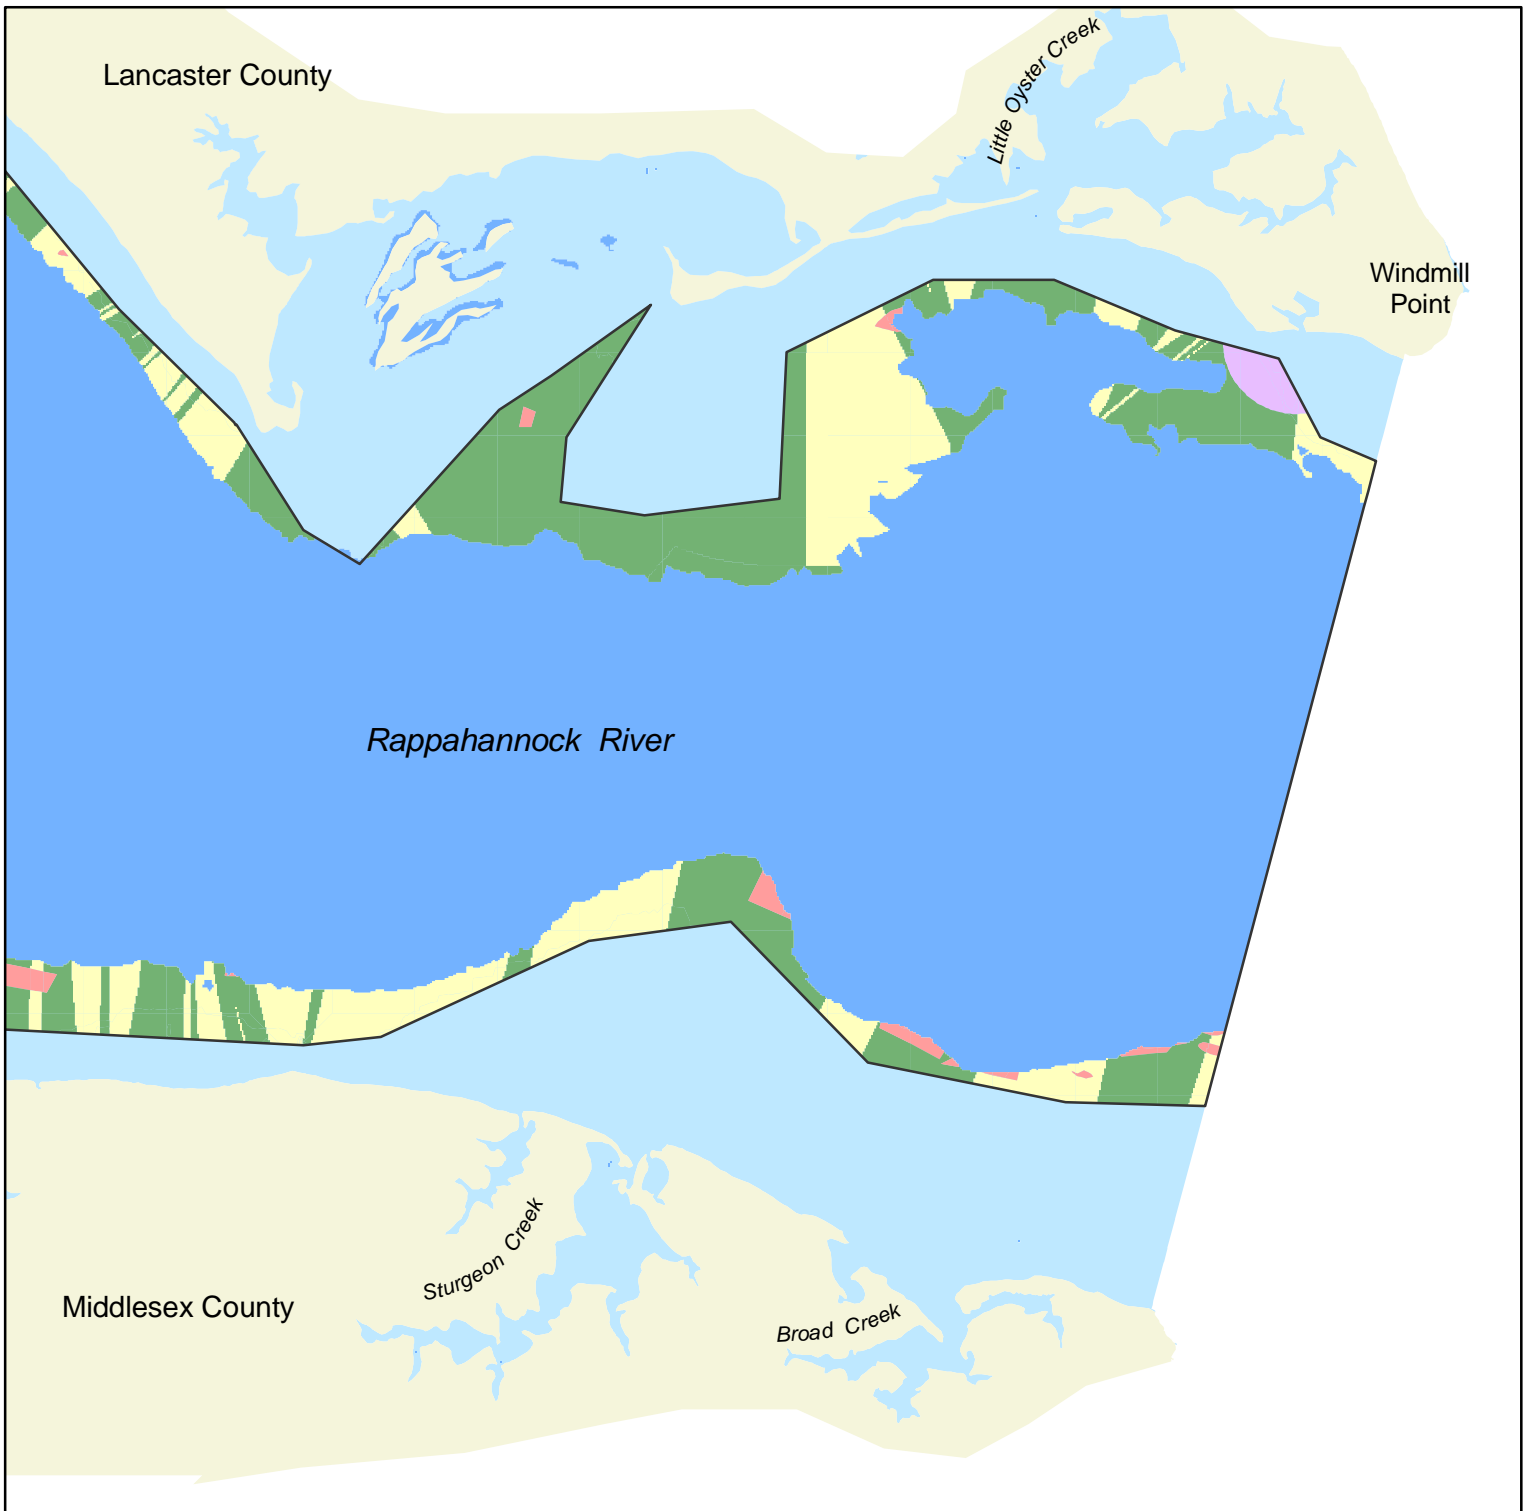 Lancaster County
Little Oyster Creek
Windmill
Point
Rappahannock River
Sturgeon Creek
Middlesex County
Broad Creek